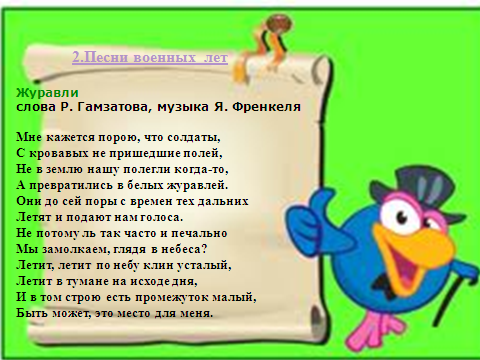 2.Песни военных лет
Журавли
слова Р. Гамзатова, музыка Я. Френкеля
Мне кажется порою, что солдаты,
С кровавых не пришедшие полей,
Не в землю нашу полегли когда-то,
А превратились в белых журавлей.
Они до сей поры с времен тех дальних
Летят и подают нам голоса.
Не потому ль так часто и печально
Мы замолкаем, глядя в небеса?
Летит, летит по небу клин усталый,
Летит в тумане на исходе дня,
И в том строю есть промежуток малый,
Быть может, это место для меня.